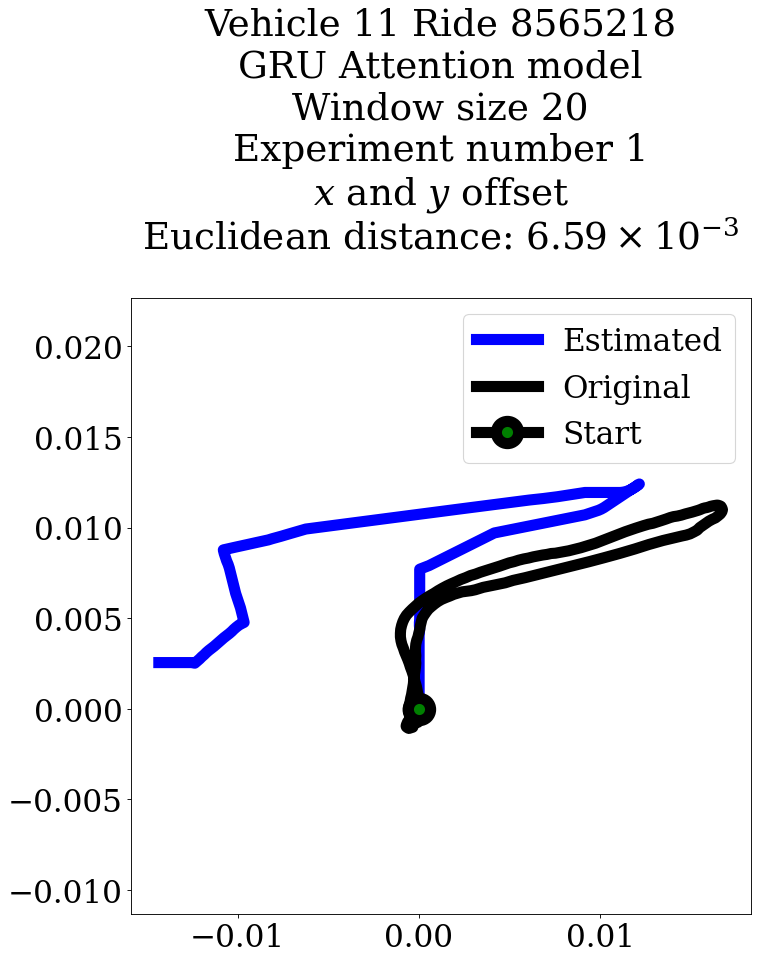 Vehicle 11 Ride 8565218
GRU Attention model
Window size 20
Experiment number 1
x and y offset
Euclidean distance: 6.59 × 10⁻³
Estimated
Original
Start
0.020
0.015
0.010
0.005
0.000
−0.005
−0.010
−0.01 0.00 0.01